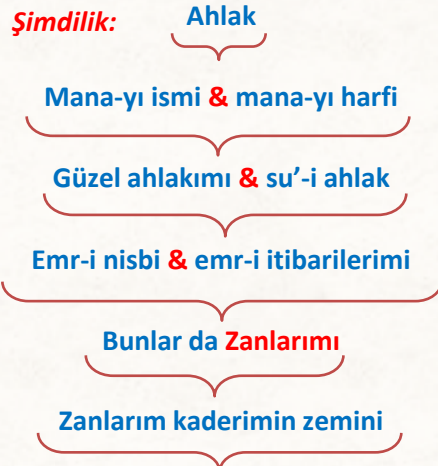 Şimdilik:
Ahlak
Mana-yı ismi & mana-yı harfi
Güzel ahlakımı & su’-i ahlak
Emr-i nisbi & emr-i itibarilerimi
Bunlar da Zanlarımı
Zanlarım kaderimin zemini